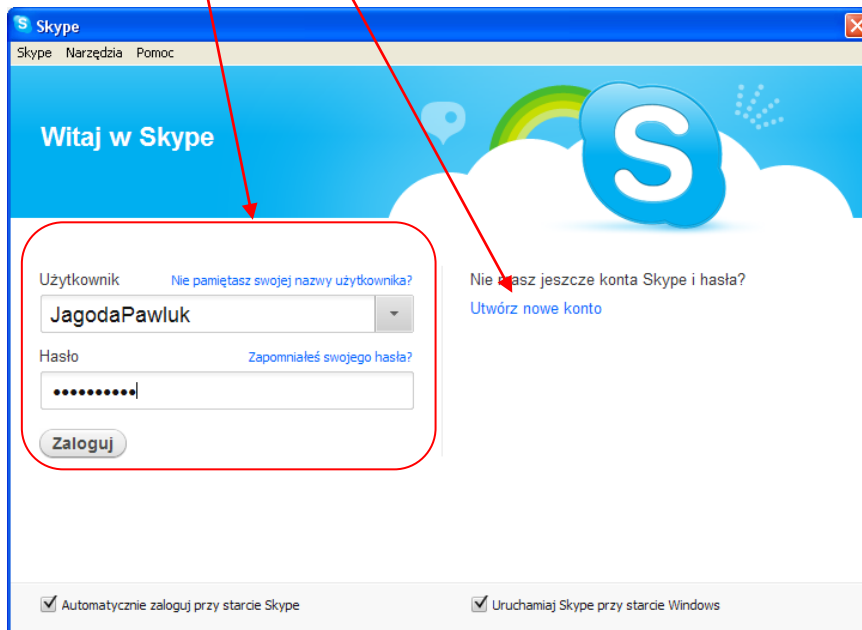 Skype
Skype Narzędzia Pomoc
Witaj w Skype
S
Użytkownik Nie pamiętasz swojej nazwy użytkownika?
JagodaPawluk
Hasło Zapomniałeś swojego hasła?
••••••••••
Zaloguj
Nie masz jeszcze konta Skype i hasła?
Utwórz nowe konto
Automatycznie zaloguj przy starcie Skype
Uruchamiaj Skype przy starcie Windows